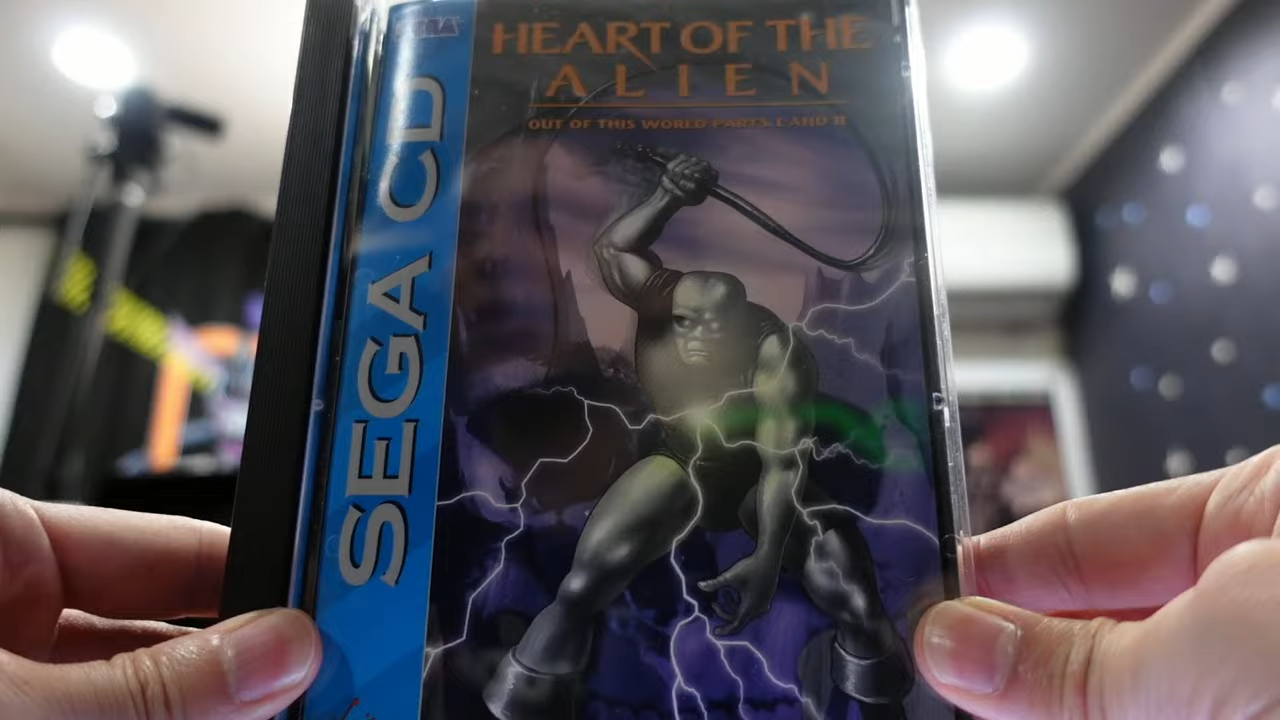 SEGA
HEART OF THE
ALIEN
OUT OF THIS WORLD PARTS I AND II
SEGA CD